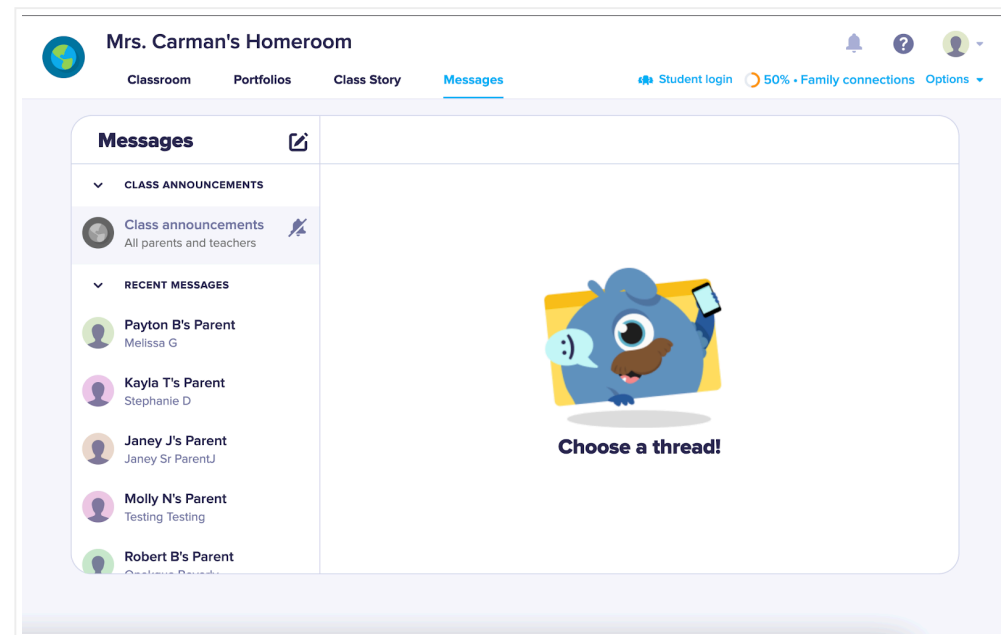 Mrs. Carman's Homeroom
Classroom Portfolios Class Story Messages Student login 50% • Family connections Options
Messages
CLASS ANNOUNCEMENTS
Class announcements
All parents and teachers
RECENT MESSAGES
Payton B's Parent
Melissa G
Kayla T's Parent
Stephanie D
Janey J's Parent
Janey Sr ParentJ
Molly N's Parent
Testing Testing
Robert B's Parent
Choose a thread!